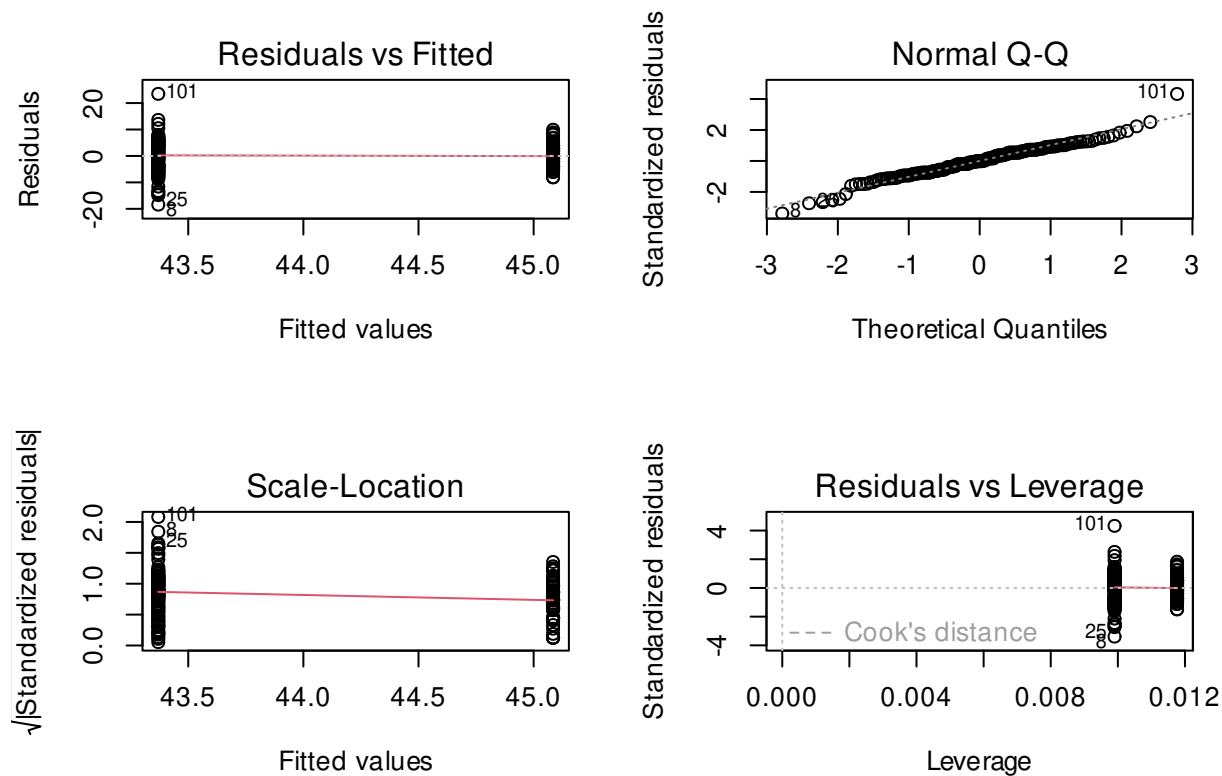 Residuals vs Fitted
Residuals
20
0
-20
101
25
8
43.5 44.0 44.5 45.0
Fitted values
Normal Q-Q
Standardized residuals
2
-2
101
8
-3 -2 -1 0 1 2 3
Theoretical Quantiles
Scale-Location
√|Standardized residuals|
2.0
1.0
0.0
101
8
25
43.5 44.0 44.5 45.0
Fitted values
Residuals vs Leverage
Standardized residuals
4
0
-4
101
25
8
Cook's distance
0.000 0.004 0.008 0.012
Leverage